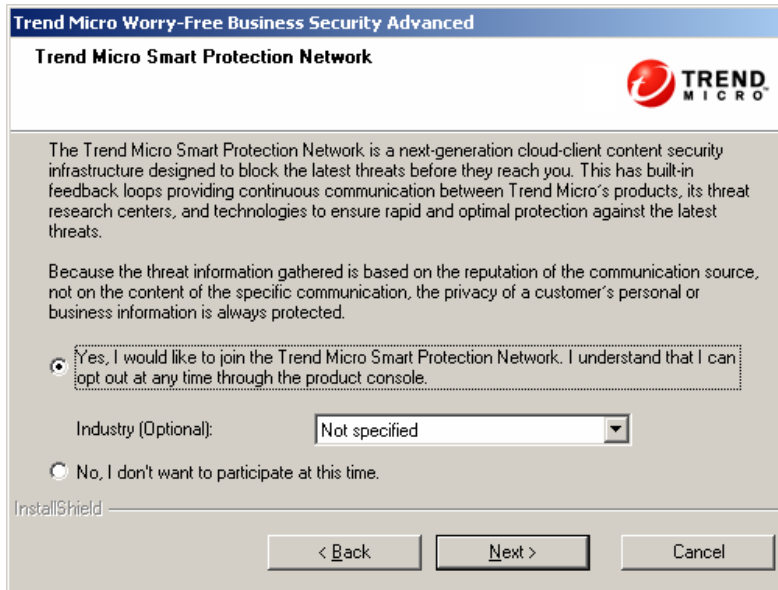 Trend Micro Worry-Free Business Security Advanced
Trend Micro Smart Protection Network
TREND
MICRO
The Trend Micro Smart Protection Network is a next-generation cloud-client content security
infrastructure designed to block the latest threats before they reach you. This has built-in
feedback loops providing continuous communication between Trend Micro's products, its threat
research centers, and technologies to ensure rapid and optimal protection against the latest
threats.
Because the threat information gathered is based on the reputation of the communication source,
not on the content of the specific communication, the privacy of a customer's personal or
business information is always protected.
Yes, I would like to join the Trend Micro Smart Protection Network. I understand that I can
opt out at any time through the product console.
Industry (Optional): Not specified
No, I don't want to participate at this time.
InstallShield
< Back Next > Cancel